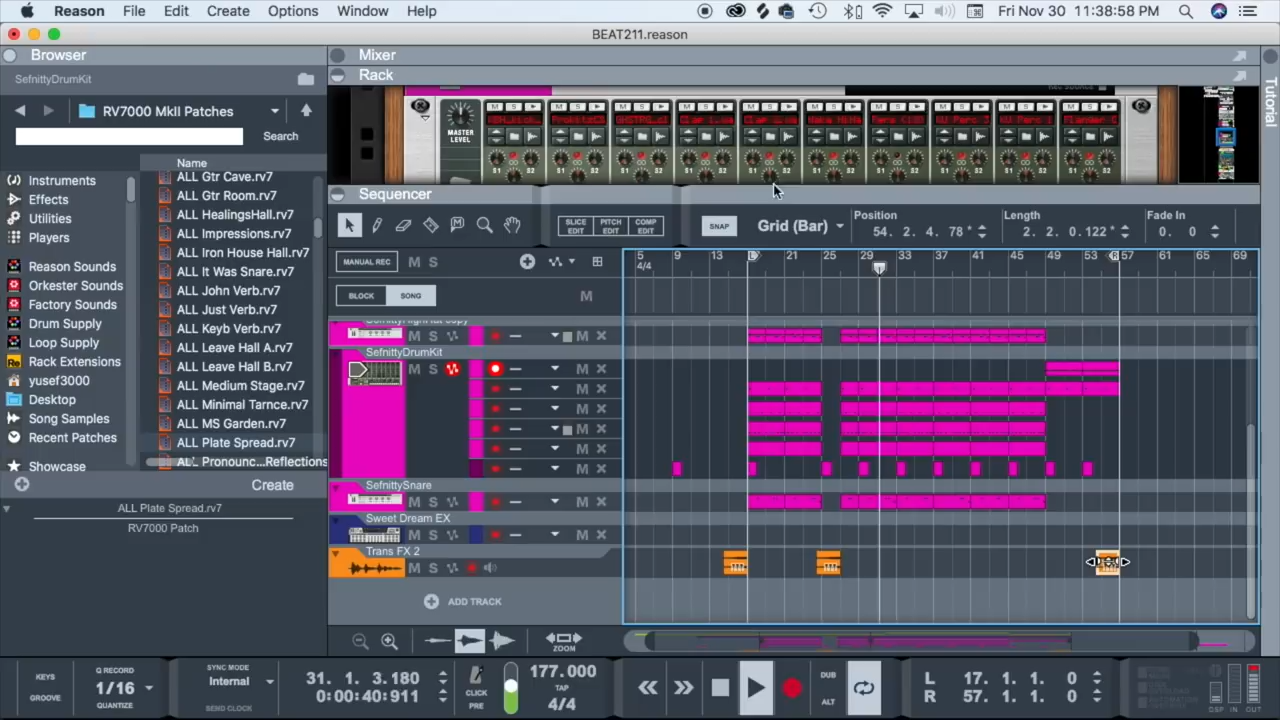 Reason File Edit Create Options Window Help
Fri Nov 30 11:38:58 PM
BEAT211.reason
Browser
SefnittyDrumKit
RV7000 MkII Patches
Search
Instruments
Effects
Utilities
Players
Reason Sounds
Orkester Sounds
Factory Sounds
Drum Supply
Loop Supply
Rack Extensions
yusef3000
Desktop
Song Samples
Recent Patches
Showcase
Name
ALL Gtr Cave.rv7
ALL Gtr Room.rv7
ALL HealingsHall.rv7
ALL Impressions.rv7
ALL Iron House Hall.rv7
ALL It Was Snare.rv7
ALL John Verb.rv7
ALL Just Verb.rv7
ALL Keyb Verb.rv7
ALL Leave Hall A.rv7
ALL Leave Hall B.rv7
ALL Medium Stage.rv7
ALL Minimal Tarnce.rv7
ALL MS Garden.rv7
ALL Plate Spread.rv7
ALL Pronounc...Reflections
Create
ALL Plate Spread.rv7
RV7000 Patch
Mixer
Rack
Tutorial
MASTER
LEVEL
Sequencer
SLICE EDIT
PITCH EDIT
COMP EDIT
SNAP
Grid (Bar)
Position
54. 2. 4. 78*
Length
2. 2. 0.122*
Fade In
0. 0
MANUAL REC
M S
5 9 13 L 21 25 29 33 37 41 45 49 53 R 57 61 65 69
4/4
BLOCK SONG
M
M S M
SefnittyDrumKit
M S M
M
M
M
M
M
SefnittySnare
M S M
Sweet Dream EX
M S M
Trans FX 2
M S
ADD TRACK
ZOOM
KEYS
GROOVE
Q RECORD
1/16
QUANTIZE
SYNC MODE
Internal
SEND CLOCK
31. 1. 3.180
0:00:40:911
CLICK
PRE
177.000
TAP
4/4
DUB
ALT
L 17. 1. 1. 0
R 57. 1. 1. 0
DSP IN OUT